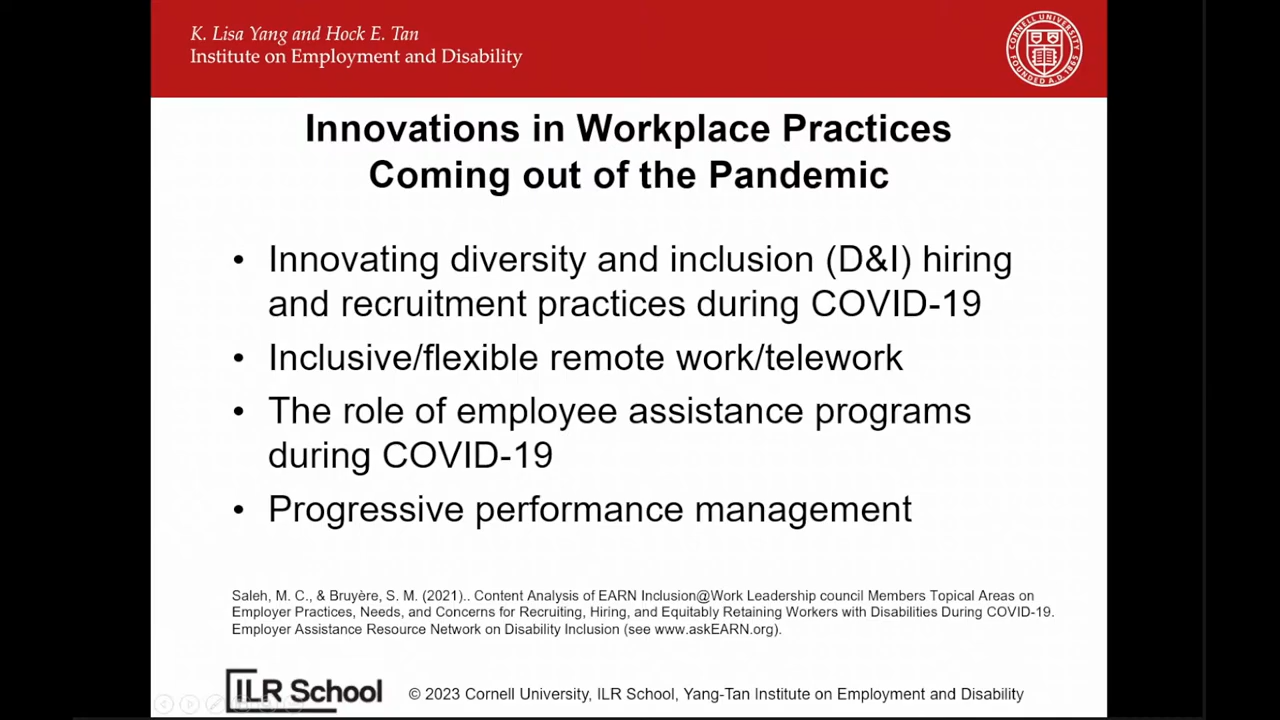 K. Lisa Yang and Hock E. Tan
Institute on Employment and Disability
CORNELL UNIVERSITY
FOUNDED A.D. 1865
Innovations in Workplace Practices
Coming out of the Pandemic
• Innovating diversity and inclusion (D&I) hiring
and recruitment practices during COVID-19
• Inclusive/flexible remote work/telework
• The role of employee assistance programs
during COVID-19
• Progressive performance management
Saleh, M. C., & Bruyère, S. M. (2021).. Content Analysis of EARN Inclusion@Work Leadership council Members Topical Areas on
Employer Practices, Needs, and Concerns for Recruiting, Hiring, and Equitably Retaining Workers with Disabilities During COVID-19.
Employer Assistance Resource Network on Disability Inclusion (see www.askEARN.org).
ILR School
© 2023 Cornell University, ILR School, Yang-Tan Institute on Employment and Disability